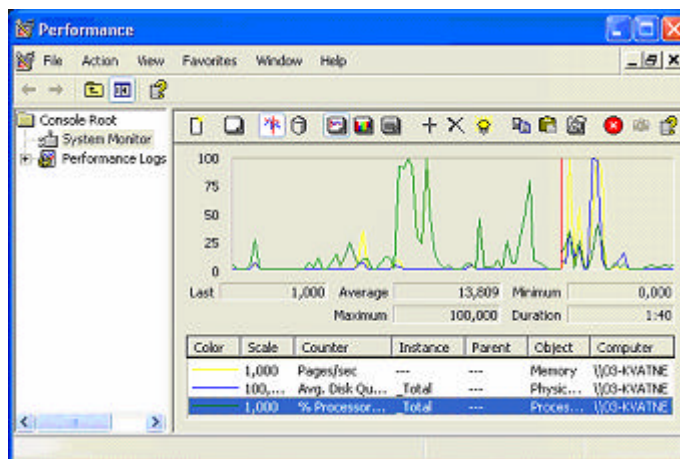 Performance
File Action View Favorites Window Help
Console Root
System Monitor
Performance Logs
100
75
50
25
0
Last 1,000 Average 13,809 Minimum 0,000
Maximum 100,000 Duration 1:40
Color Scale Counter Instance Parent Object Computer
1,000 Pages/sec --- --- Memory \\03-KVATNE
100,... Avg. Disk Qu... _Total --- Physic... \\03-KVATNE
1,000 % Processor... _Total --- Proces... \\03-KVATNE